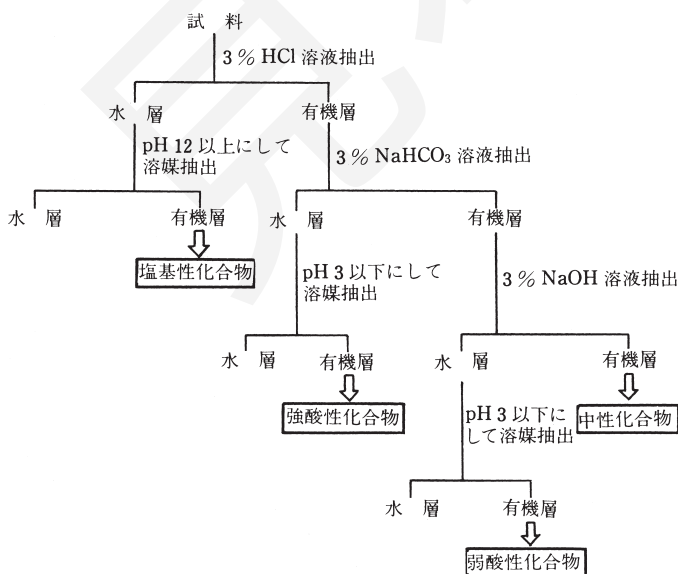 試料
3% HCl 溶液抽出
水層
有機層
pH 12 以上にして
溶媒抽出
3% NaHCO₃ 溶液抽出
水層
有機層
水層
有機層
塩基性化合物
pH 3 以下にして
溶媒抽出
3% NaOH 溶液抽出
水層
有機層
水層
有機層
強酸性化合物
pH 3 以下に
して溶媒抽出
中性化合物
水層
有機層
弱酸性化合物